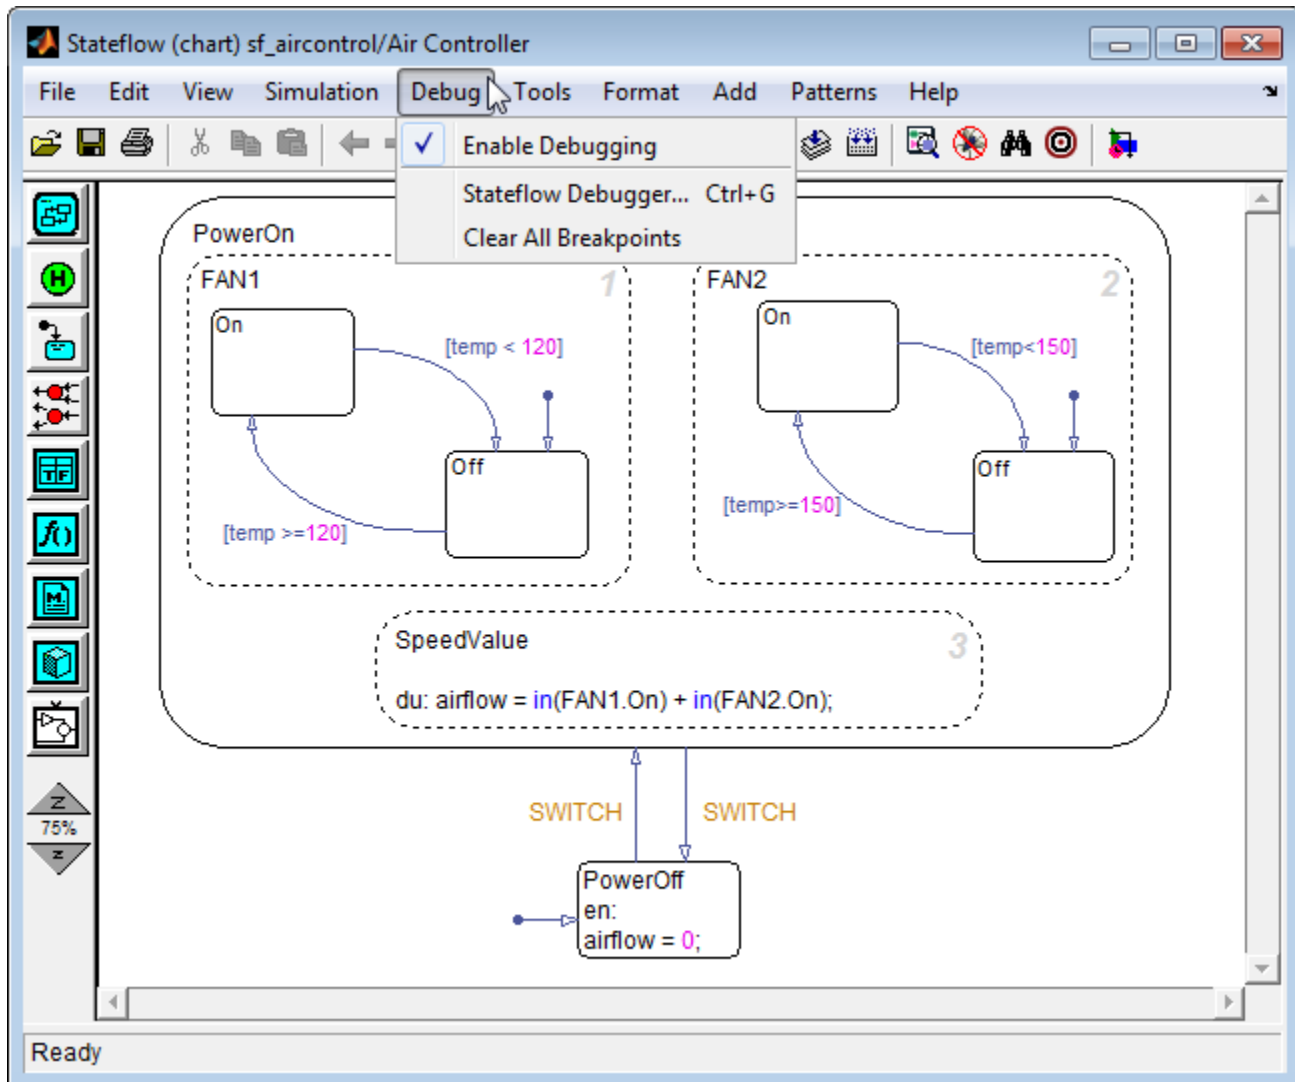 Stateflow (chart) sf_aircontrol/Air Controller
File Edit View Simulation Debug Tools Format Add Patterns Help
Enable Debugging
Stateflow Debugger... Ctrl+G
Clear All Breakpoints
PowerOn
FAN1 1
On
[temp < 120]
Off
[temp >=120]
FAN2 2
On
[temp<150]
Off
[temp>=150]
SpeedValue 3
du: airflow = in(FAN1.On) + in(FAN2.On);
SWITCH SWITCH
PowerOff
en:
airflow = 0;
H
TF
f()
M
Z
75%
z
Ready